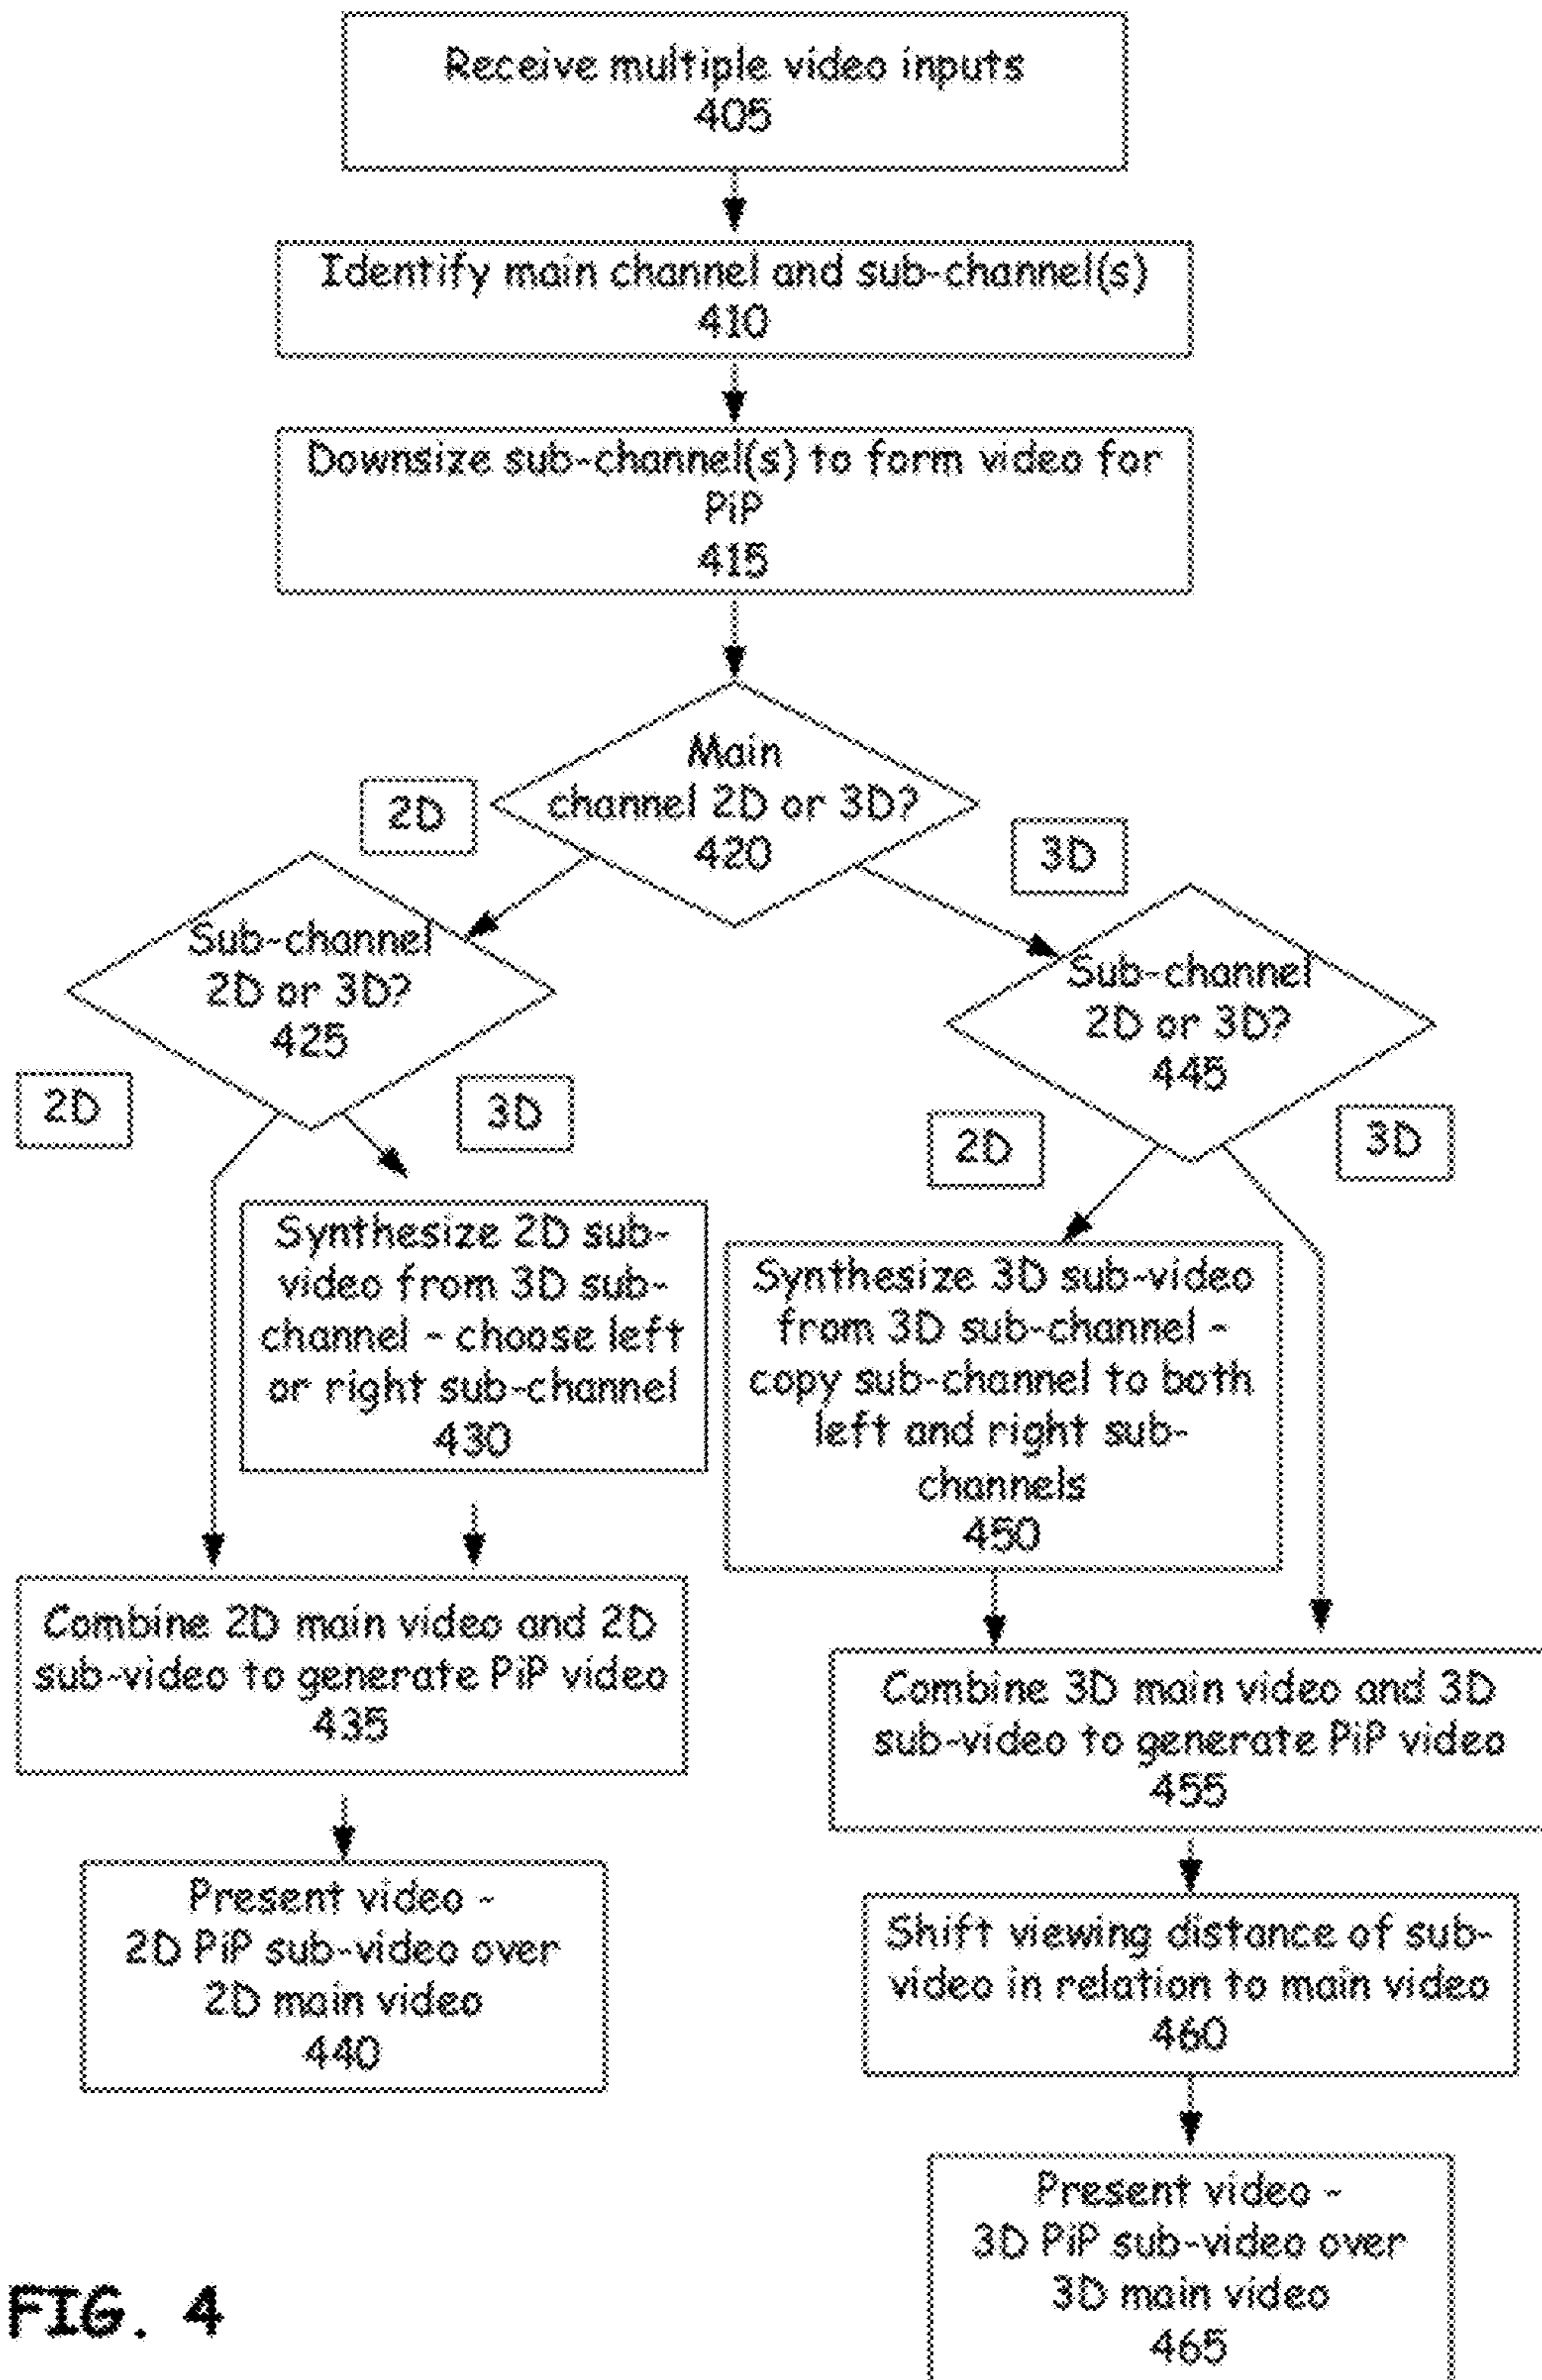 Receive multiple video inputs
405
Identify main channel and sub-channel(s)
410
Downsize sub-channel(s) to form video for
PiP
415
Main
channel 2D or 3D?
420
2D
3D
Sub-channel
2D or 3D?
425
Sub-channel
2D or 3D?
445
2D
3D
2D
3D
Synthesize 2D sub-
video from 3D sub-
channel - choose left
or right sub-channel
430
Synthesize 3D sub-video
from 3D sub-channel -
copy sub-channel to both
left and right sub-
channels
450
Combine 2D main video and 2D
sub-video to generate PiP video
435
Combine 3D main video and 3D
sub-video to generate PiP video
455
Present video -
2D PiP sub-video over
2D main video
440
Shift viewing distance of sub-
video in relation to main video
460
Present video -
3D PiP sub-video over
3D main video
465
FIG. 4